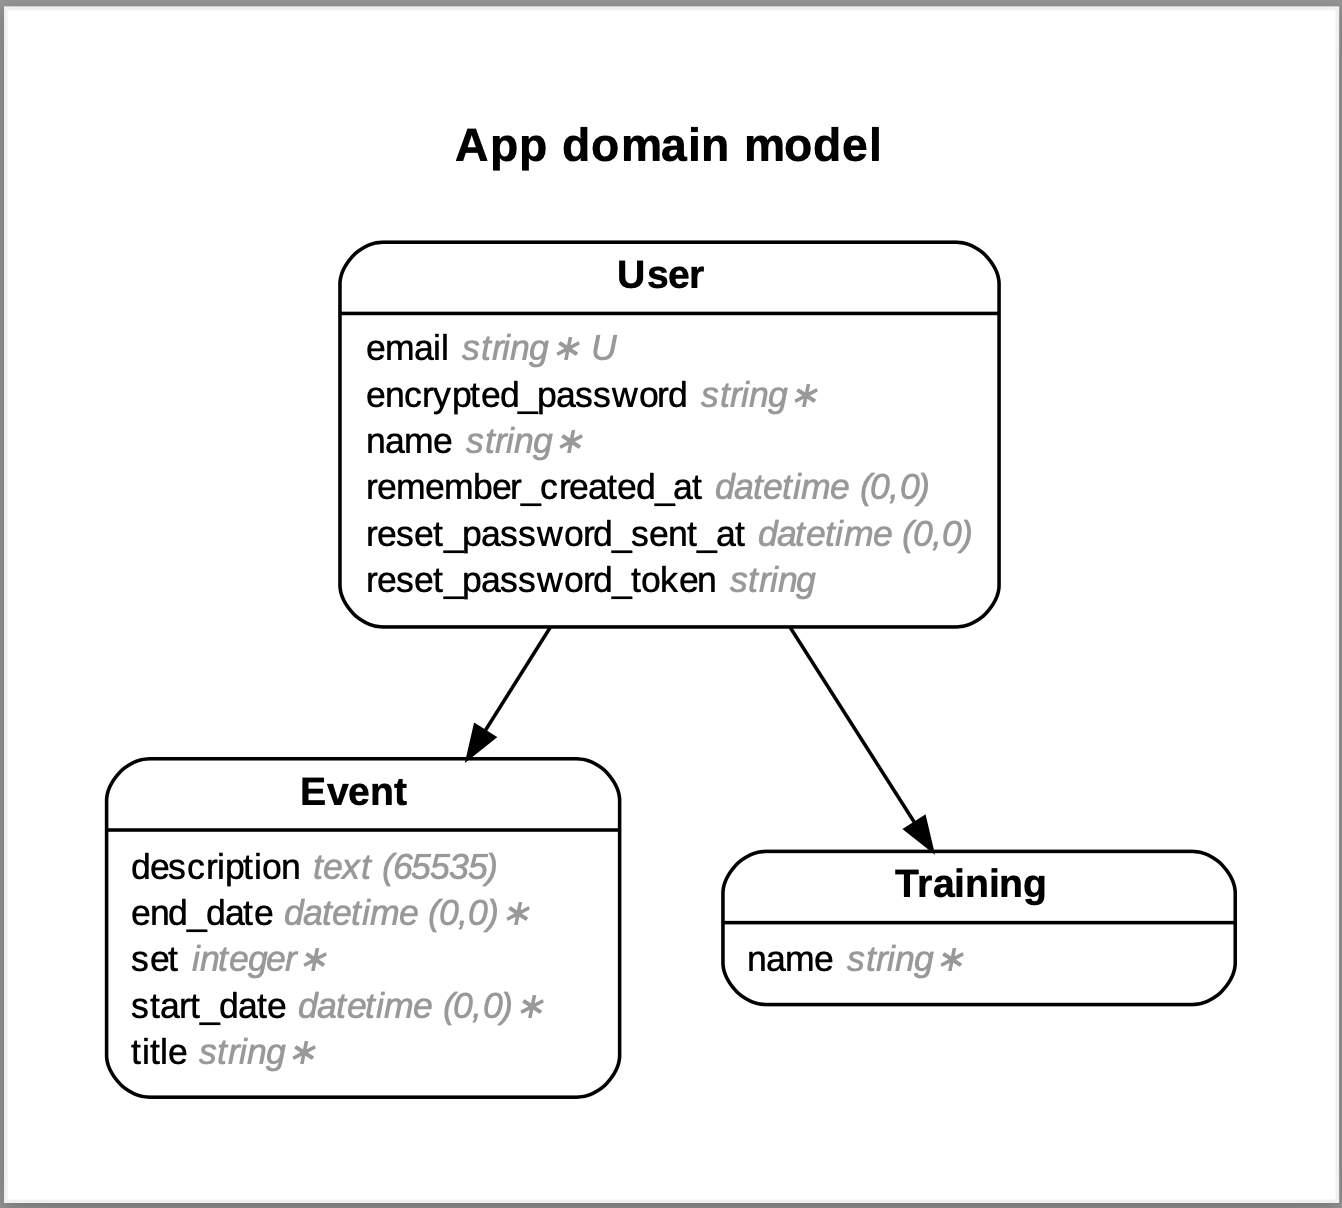 App domain model
User
email string∗ U
encrypted_password string∗
name string∗
remember_created_at datetime (0,0)
reset_password_sent_at datetime (0,0)
reset_password_token string
Event
description text (65535)
end_date datetime (0,0)∗
set integer∗
start_date datetime (0,0)∗
title string∗
Training
name string∗